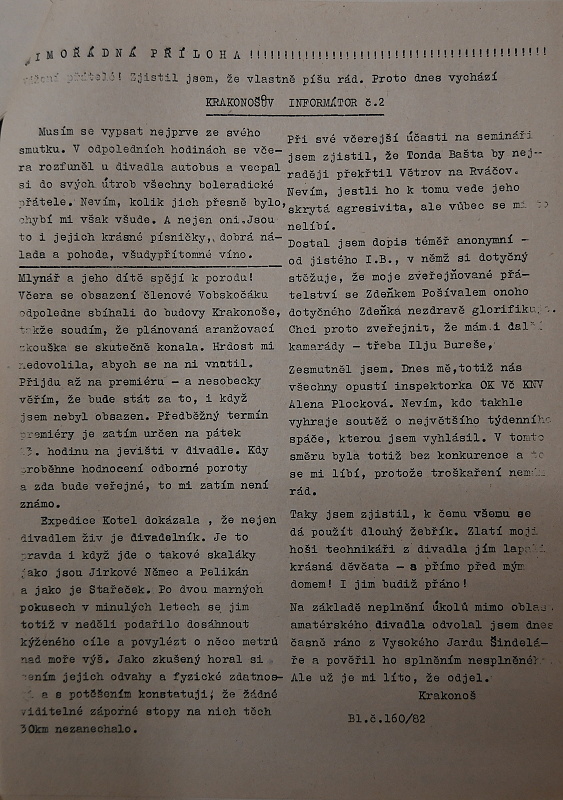 IMOŘÁDNÁ PŘÍLOHA !!!!!!!!!!!!!!!!!!!!!!!!!!!!!!!!!!!!!!!!
přátelé! Zjistil jsem, že vlastně píšu rád. Proto dnes vychází
KRAKONOŠŮV INFORMÁTOR č.2
Musím se vypsat nejprve ze svého
smutku. V odpoledních hodinách se vče-
ra rozfuněl u divadla autobus a vecpal
si do svých útrob všechny boleradické
přátele. Nevím, kolik jich přesně bylo,
chybí mi však všude. A nejen oni.Jsou
to i jejich krásné písničky,. dobrá ná-
lada a pohoda, všudypřítomné víno.
Mlynář a jeho dítě spějí k porodu!
Včera se obsazení členové Vobskočáku
odpoledne sbíhali do budovy Krakonoše,
takže soudím, že plánovaná aranžovací
zkouška se skutečně konala. Hrdost mi
nedovolila, abych se na ni vnutil.
Přijdu až na premiéru – a nesobecky
věřím, že bude stát za to, i když
jsem nebyl obsazen. Předběžný termín
premiéry je zatím určen na pátek
hodinu na jevišti v divadle. Kdy
proběhne hodnocení odborné poroty
a zda bude veřejné, to mi zatím není
známo.
Expedice Kotel dokázala , že nejen
divadlem živ je divadelník. Je to
pravda i když jde o takové skaláky
jako jsou Jirkové Němec a Pelikán
a jako je Stařeček. Po dvou marných
pokusech v minulých letech se jim
totiž v neděli podařilo dosáhnout
kýženého cíle a povylézt o něco metrů
nad moře výš. Jako zkušený horal si
jejich odvahy a fyzické zdatnos-
a s potěšením konstatuji, že žádné
viditelné záporné stopy na nich těch
30km nezanechalo.
Při své včerejší účasti na semináři
jsem zjistil, že Tonda Bašta by nej-
raději překřtil Větrov na Rváčov.
Nevím, jestli ho k tomu vede jeho
skrytá agresivita, ale vůbec se mi to
nelíbí.
Dostal jsem dopis téměř anonymní –
od jistého I.B., v němž si dotyčný
stěžuje, že moje zveřejňované přá-
telství se Zdeňkem Pošívalem onoho
dotyčného Zdeňka nezdravě glorifikuje.
Chci proto zveřejnit, že mám i další
kamarády – třeba Ilju Bureše,
Zesmutněl jsem. Dnes mě,totiž nás
všechny opustí inspektorka OK Vč KNV
Alena Plocková. Nevím, kdo takhle
vyhraje soutěž o největšího týdenního
spáče, kterou jsem vyhlásil. V tomto
směru byla totiž bez konkurence a to
se mi líbí, protože troškaření nemám
rád.
Taky jsem zjistil, k čemu všemu se
dá použít dlouhý žebřík. Zlatí moji
hoši technikáři z divadla jím lapali
krásná děvčata – a přímo před mým
domem! I jim budiž přáno!
Na základě neplnění úkolů mimo oblast
amatérského divadla odvolal jsem dnes
časně ráno z Vysokého Jardu Šindelá-
ře a pověřil ho splněním nesplněného.
Ale už je mi líto, že odjel.
Krakonoš
Bl.č.160/82